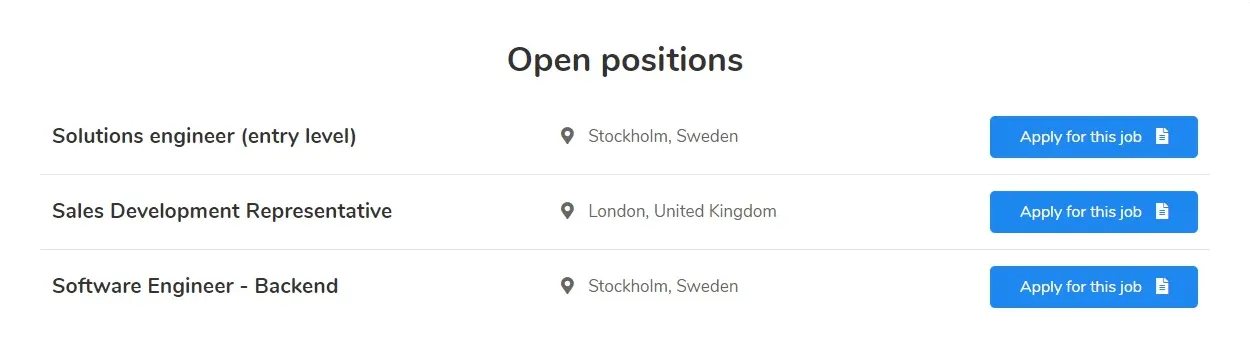 Open positions
Solutions engineer (entry level) Stockholm, Sweden Apply for this job
Sales Development Representative London, United Kingdom Apply for this job
Software Engineer - Backend Stockholm, Sweden Apply for this job